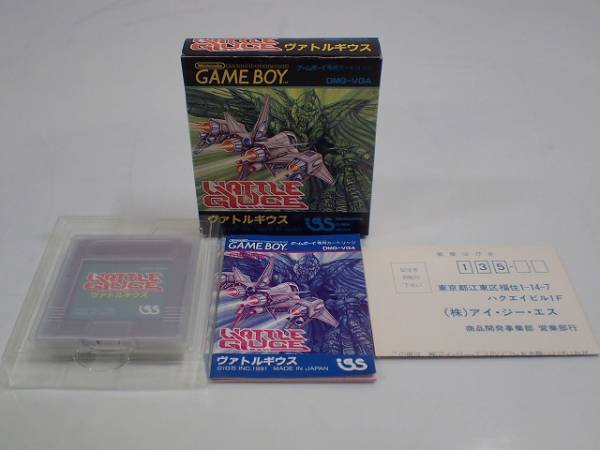 VATTLE GIUCE ヴァトルギウス
Nintendo
GAME BOY
ゲームボーイ専用カートリッジ
DMG-VGA
VATTLE
GIUCE
ヴァトルギウス
IGS
VATTLE
GIUCE
ヴァトルギウス
IGS
GAME BOY
ゲームボーイ専用カートリッジ
DMG-VGA
VATTLE
GIUCE
ヴァトルギウス
©IGS INC.1991 MADE IN JAPAN
IGS
郵便はがき
135
東京都江東区福住1-14-7
ハクエイビル1F
(株)アイ・ジー・エス
商品開発事業部 営業部行